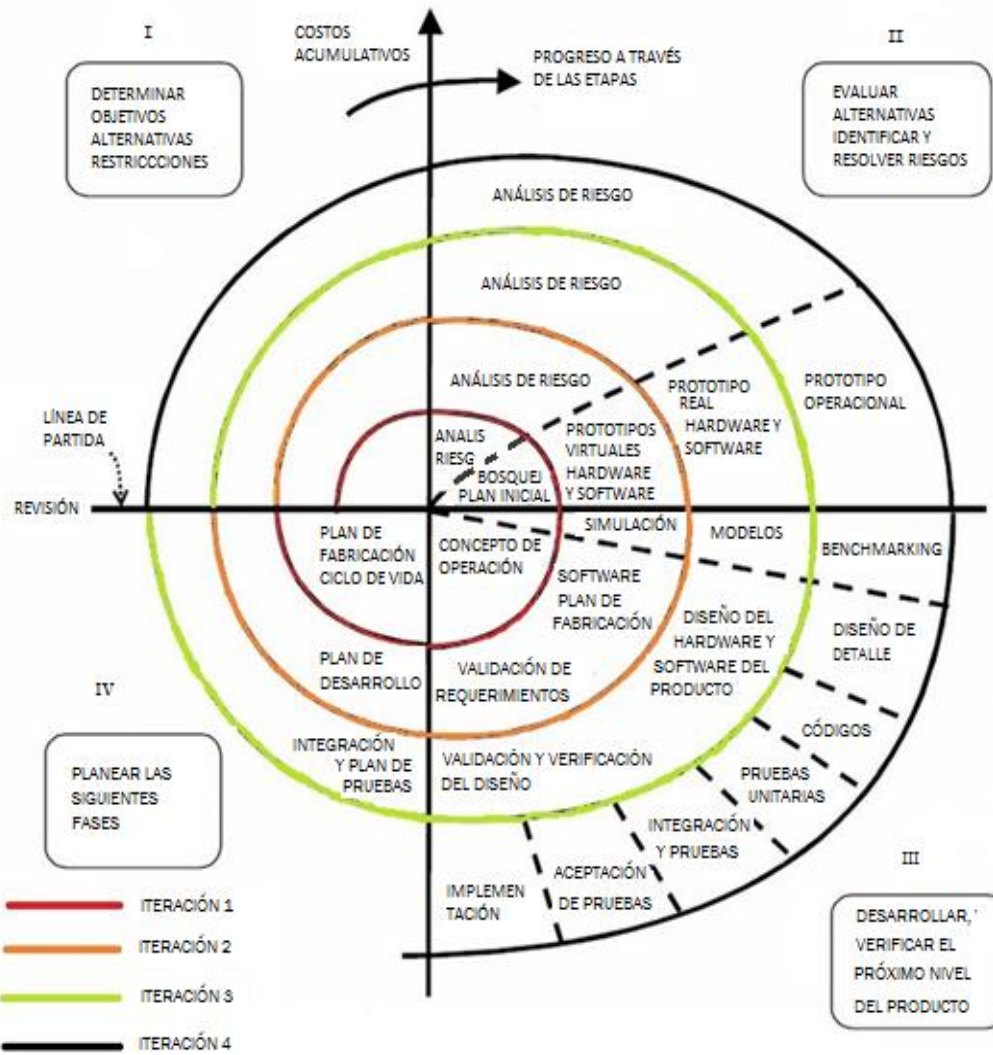 I
COSTOS
ACUMULATIVOS
PROGRESO A TRAVÉS
DE LAS ETAPAS
II
DETERMINAR
OBJETIVOS
ALTERNATIVAS
RESTRICCCIONES
EVALUAR
ALTERNATIVAS
IDENTIFICAR Y
RESOLVER RIESGOS
ANÁLISIS DE RIESGO
ANÁLISIS DE RIESGO
ANÁLISIS DE RIESGO
ANALIS
RIESG
BOSQUEJ
PLAN INICIAL
PROTOTIPOS
VIRTUALES
HARDWARE
Y SOFTWARE
PROTOTIPO
REAL
HARDWARE Y
SOFTWARE
PROTOTIPO
OPERACIONAL
LÍNEA DE
PARTIDA
REVISIÓN
PLAN DE
FABRICACIÓN
CICLO DE VIDA
CONCEPTO DE
OPERACIÓN
SIMULACIÓN
MODELOS
BENCHMARKING
SOFTWARE
PLAN DE
FABRICACIÓN
DISEÑO DEL
HARDWARE Y
SOFTWARE DEL
PRODUCTO
DISEÑO DE
DETALLE
PLAN DE
DESARROLLO
VALIDACIÓN DE
REQUERIMIENTOS
CÓDIGOS
INTEGRACIÓN
Y PLAN DE
PRUEBAS
VALIDACIÓN Y VERIFICACIÓN
DEL DISEÑO
PRUEBAS
UNITARIAS
INTEGRACIÓN
Y PRUEBAS
ACEPTACIÓN
DE PRUEBAS
IMPLEMEN
TACIÓN
IV
PLANEAR LAS
SIGUIENTES
FASES
III
DESARROLLAR,
VERIFICAR EL
PRÓXIMO NIVEL
DEL PRODUCTO
ITERACIÓN 1
ITERACIÓN 2
ITERACIÓN 3
ITERACIÓN 4